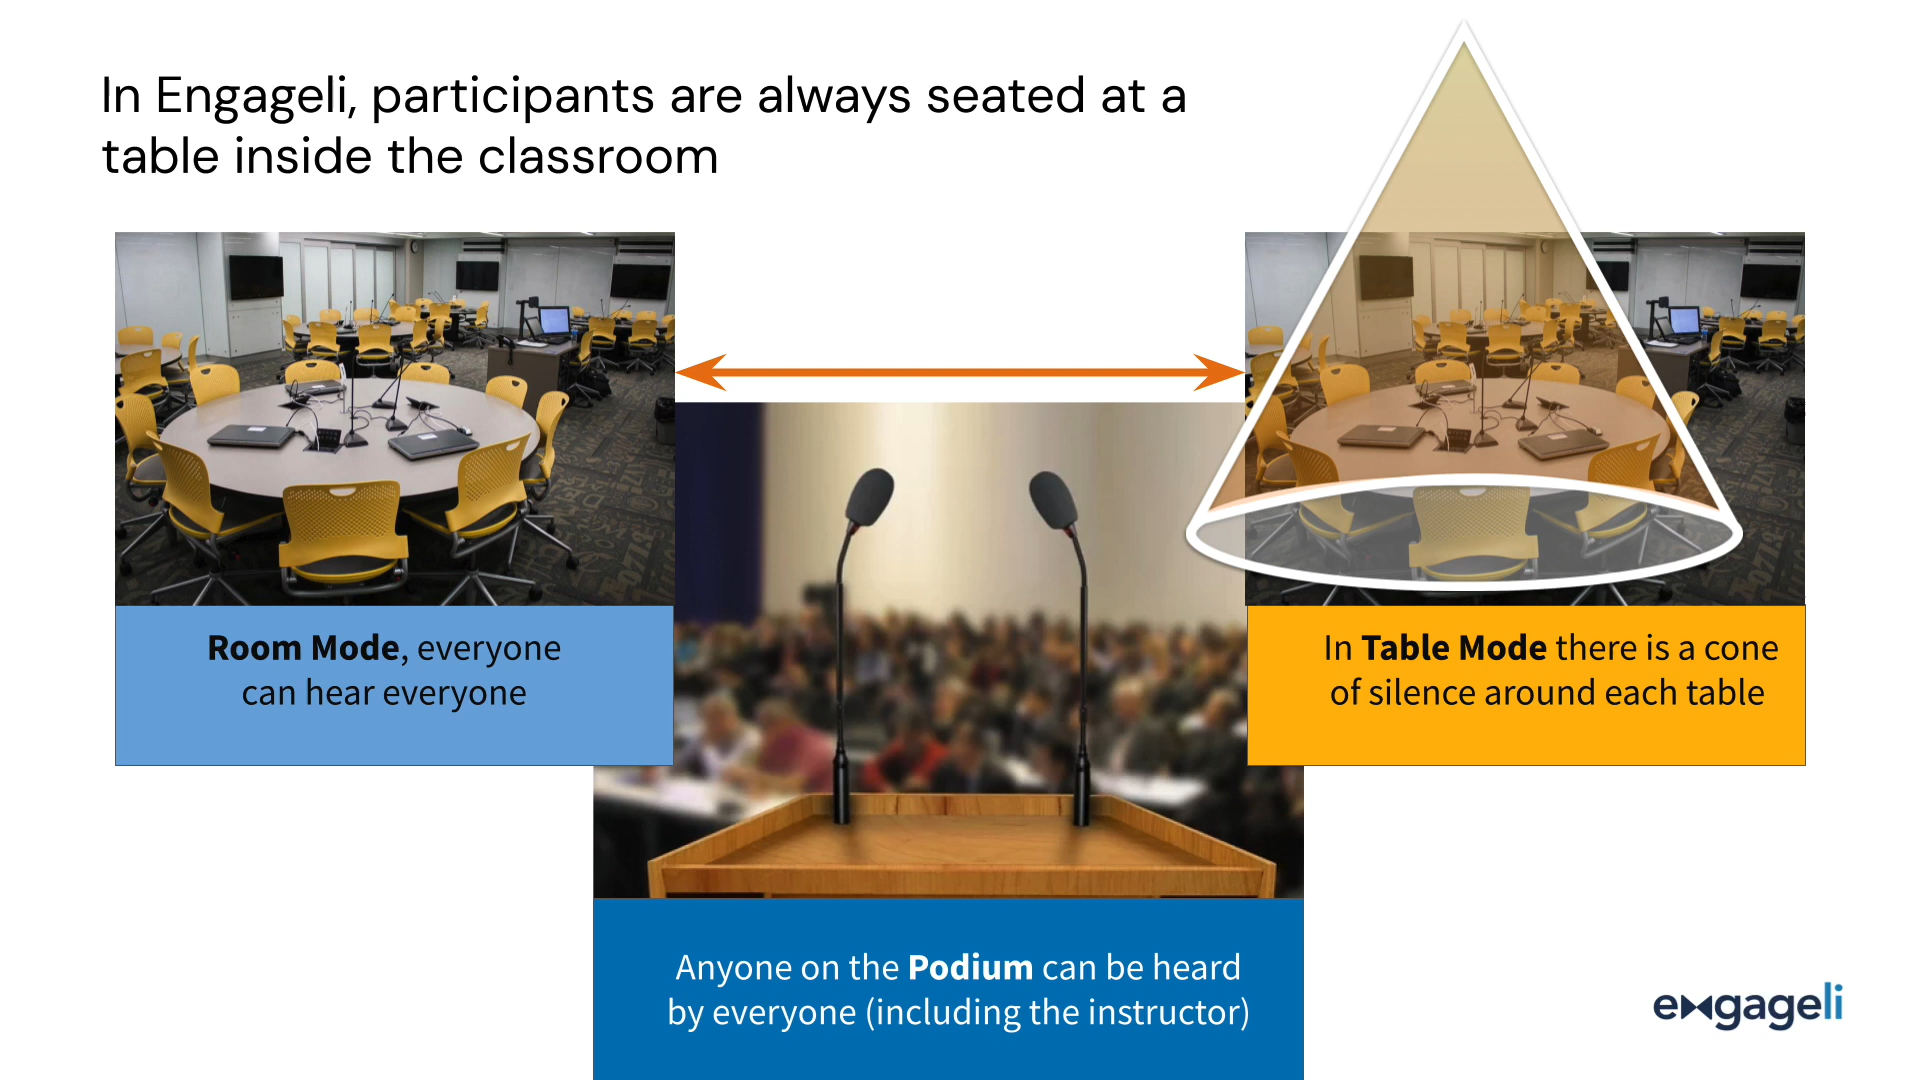 In Engageli, participants are always seated at a
table inside the classroom
Room Mode, everyone
can hear everyone
In Table Mode there is a cone
of silence around each table
Anyone on the Podium can be heard
by everyone (including the instructor)
engageli